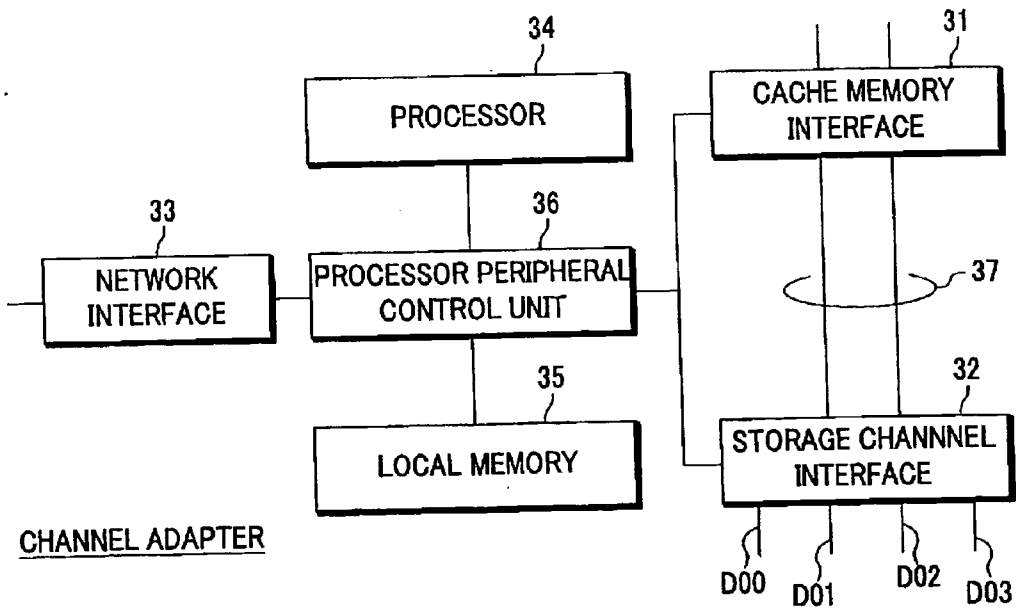 34
PROCESSOR
31
CACHE MEMORY
INTERFACE
33
NETWORK
INTERFACE
36
PROCESSOR PERIPHERAL
CONTROL UNIT
37
35
LOCAL MEMORY
32
STORAGE CHANNNEL
INTERFACE
CHANNEL ADAPTER
D00
D01
D02
D03